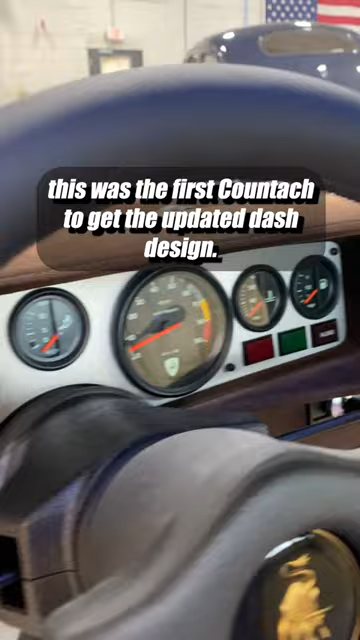 this was the first Countach
to get the updated dash
design.